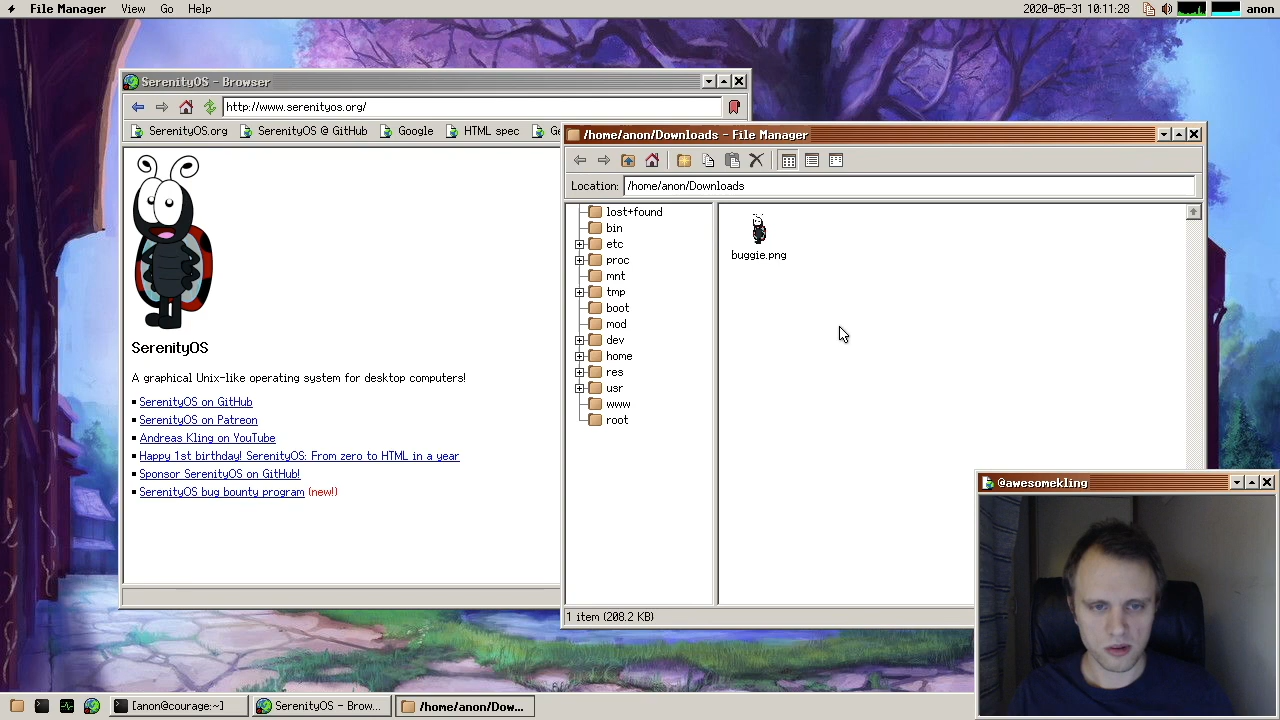 File Manager View Go Help 2020-05-31 10:11:28 anon
SerenityOS - Browser
http://www.serenityos.org/
SerenityOS.org SerenityOS @ GitHub Google HTML spec
SerenityOS
A graphical Unix-like operating system for desktop computers!
SerenityOS on GitHub
SerenityOS on Patreon
Andreas Kling on YouTube
Happy 1st birthday! SerenityOS: From zero to HTML in a year
Sponsor SerenityOS on GitHub!
SerenityOS bug bounty program (new!)
/home/anon/Downloads - File Manager
Location: /home/anon/Downloads
lost+found
bin
etc
proc
mnt
tmp
boot
mod
dev
home
res
usr
www
root
buggie.png
1 item (208.2 KB)
@awesomekling
[anon@courage:~] SerenityOS - Brow... /home/anon/Dow...